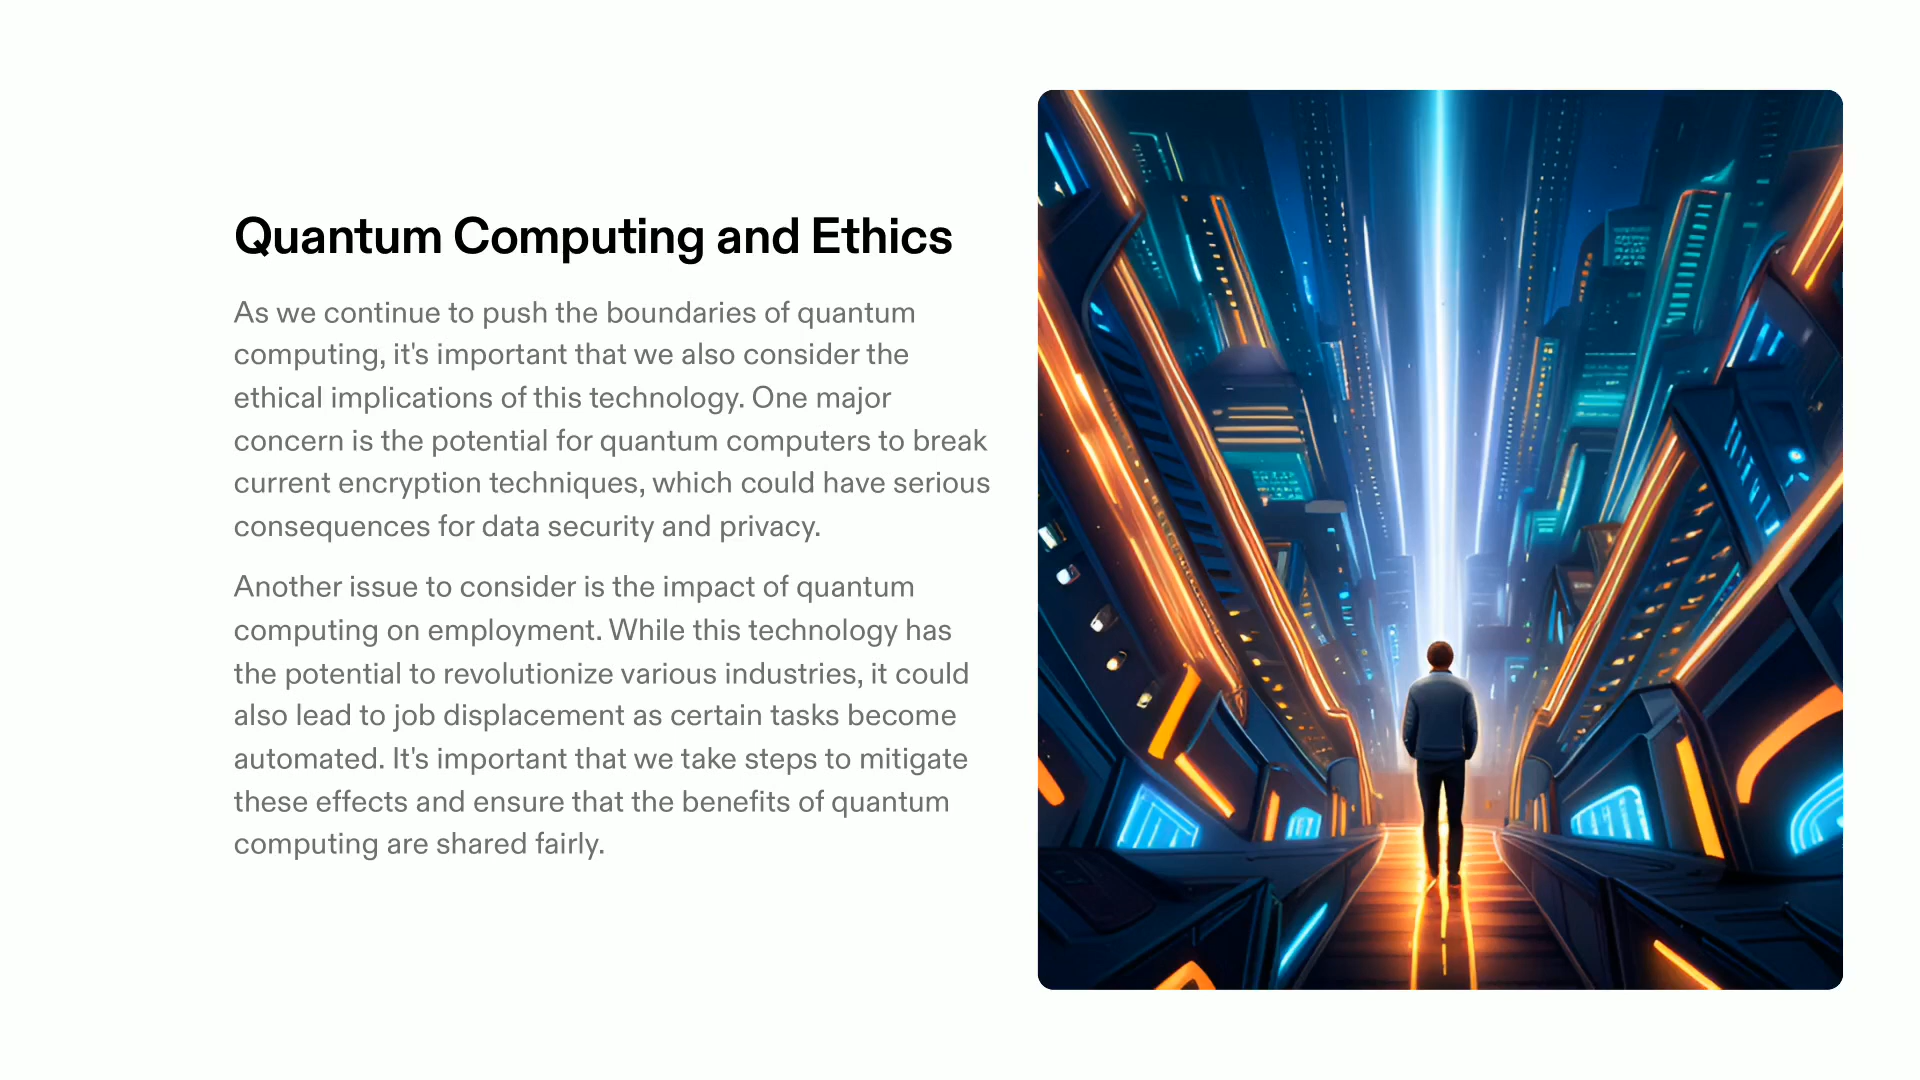 Quantum Computing and Ethics
As we continue to push the boundaries of quantum
computing, it's important that we also consider the
ethical implications of this technology. One major
concern is the potential for quantum computers to break
current encryption techniques, which could have serious
consequences for data security and privacy.
Another issue to consider is the impact of quantum
computing on employment. While this technology has
the potential to revolutionize various industries, it could
also lead to job displacement as certain tasks become
automated. It's important that we take steps to mitigate
these effects and ensure that the benefits of quantum
computing are shared fairly.